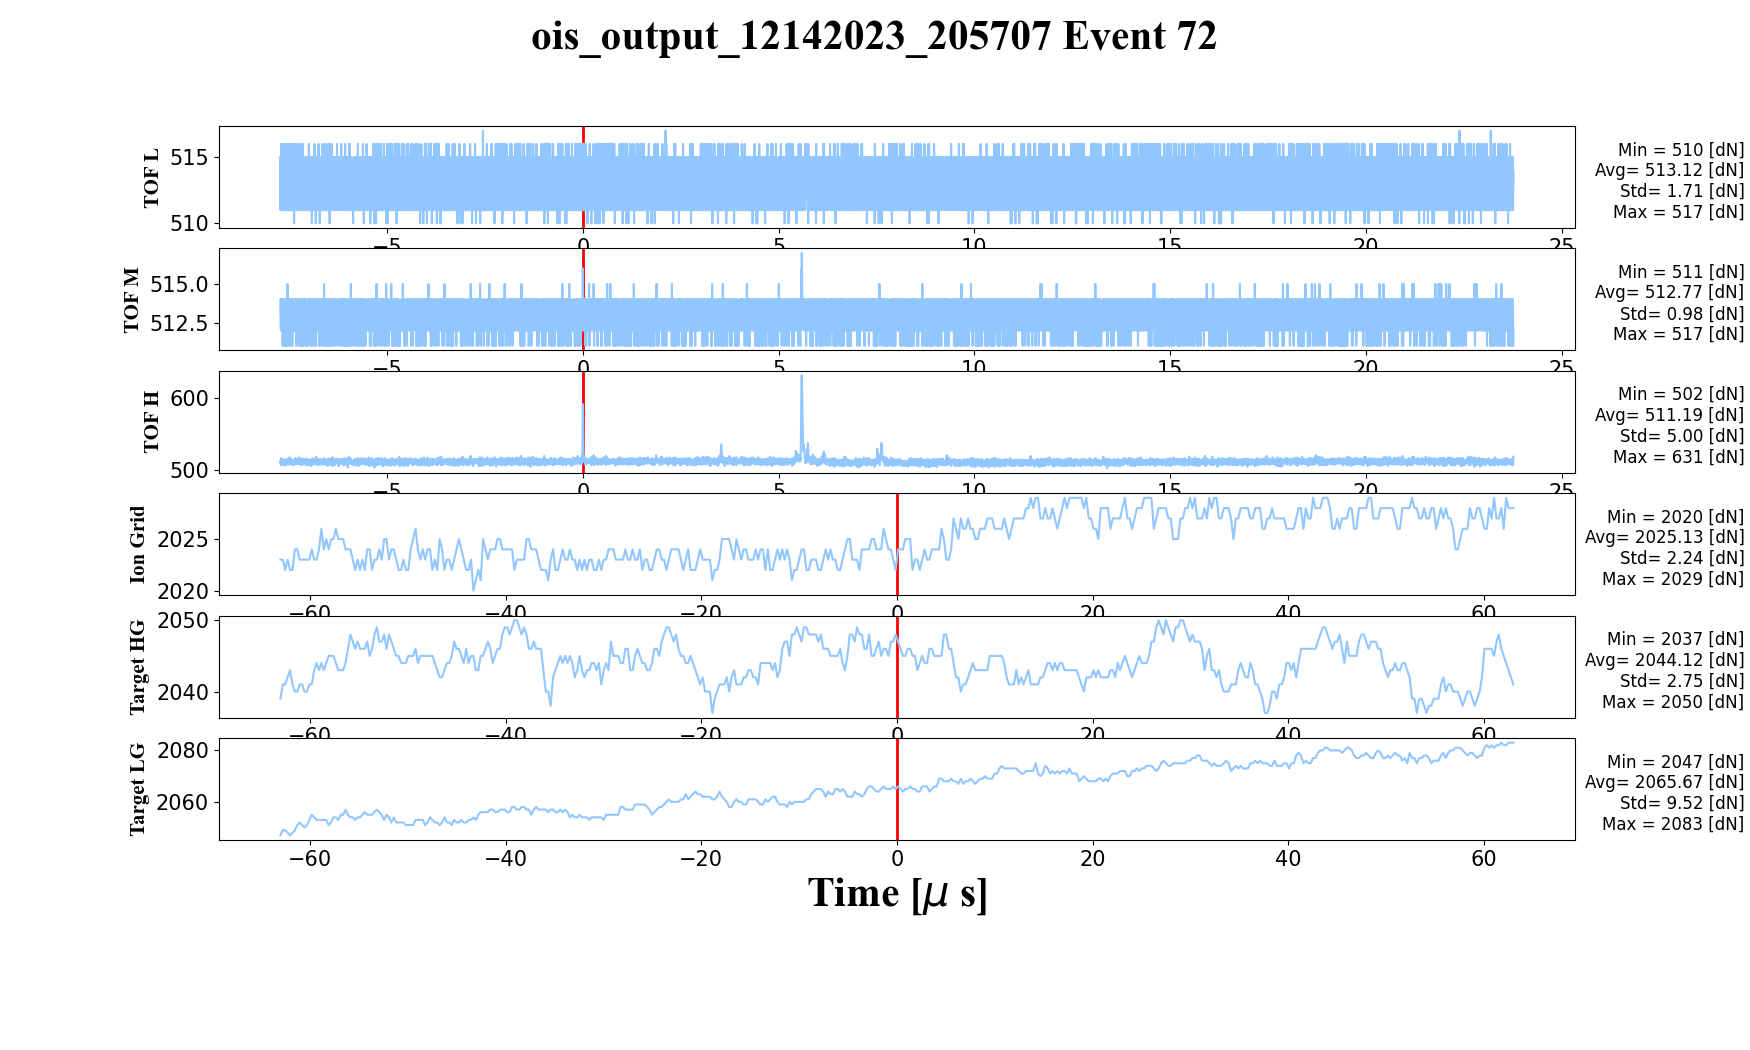 ois_output_12142023_205707 Event 72
TOF L
515
510
−5
0
5
10
15
20
25
Min = 510 [dN]
Avg= 513.12 [dN]
Std= 1.71 [dN]
Max = 517 [dN]
TOF M
515.0
512.5
−5
0
5
10
15
20
25
Min = 511 [dN]
Avg= 512.77 [dN]
Std= 0.98 [dN]
Max = 517 [dN]
TOF H
600
500
−5
0
5
10
15
20
25
Min = 502 [dN]
Avg= 511.19 [dN]
Std= 5.00 [dN]
Max = 631 [dN]
Ion Grid
2025
2020
−60
−40
−20
0
20
40
60
Min = 2020 [dN]
Avg= 2025.13 [dN]
Std= 2.24 [dN]
Max = 2029 [dN]
Target HG
2050
2040
−60
−40
−20
0
20
40
60
Min = 2037 [dN]
Avg= 2044.12 [dN]
Std= 2.75 [dN]
Max = 2050 [dN]
Target LG
2080
2060
−60
−40
−20
0
20
40
60
Min = 2047 [dN]
Avg= 2065.67 [dN]
Std= 9.52 [dN]
Max = 2083 [dN]
Time [μ s]